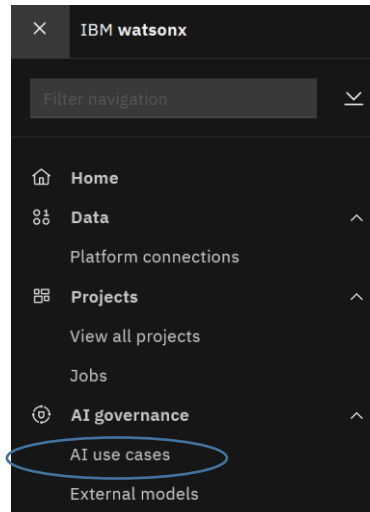 IBM watsonx
Filter navigation
Home
Data
Platform connections
Projects
View all projects
Jobs
AI governance
AI use cases
External models